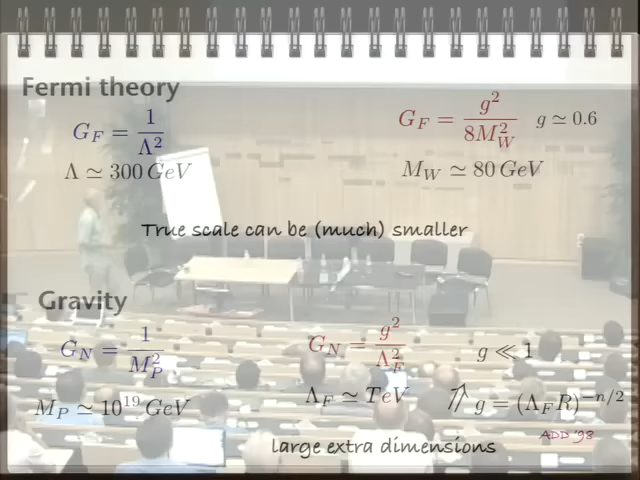 Fermi theory
G_F = 1/Λ^2
G_F = g^2/8M_W^2 g ≃ 0.6
Λ ≃ 300 GeV
M_W ≃ 80 GeV
True scale can be (much) smaller
Gravity
G_N = 1/M_P^2
G_N = g^2/Λ_F^2 g ≪ 1
M_P ≃ 10^19 GeV
Λ_F ≃ TeV ⇑ g = (Λ_F R)^{-n/2}
ADD '98
large extra dimensions